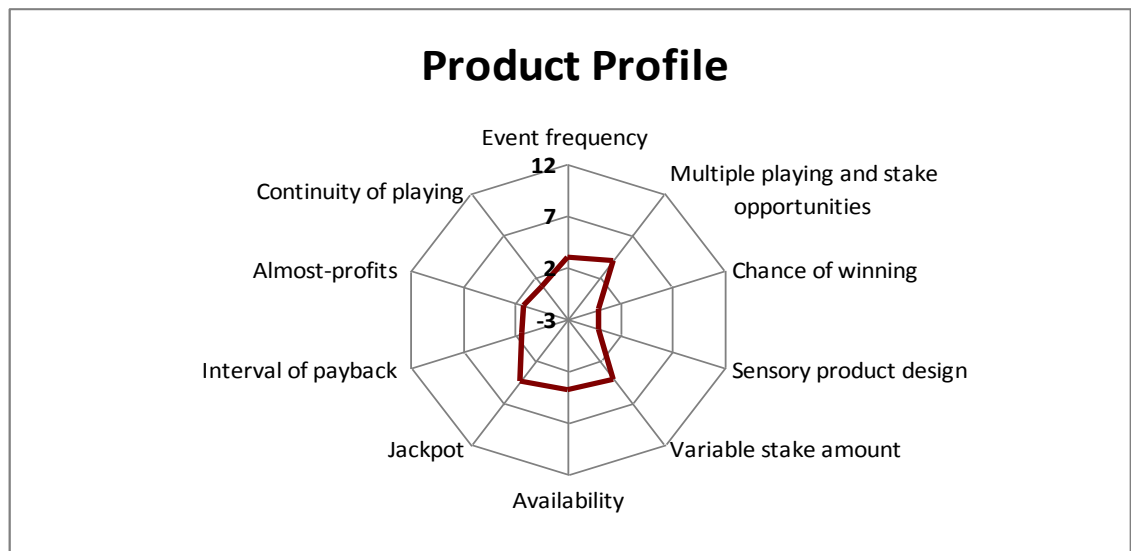 Product Profile
Event frequency
12
Continuity of playing
Multiple playing and stake
opportunities
7
Almost-profits
Chance of winning
2
-3
Interval of payback
Sensory product design
Jackpot
Variable stake amount
Availability